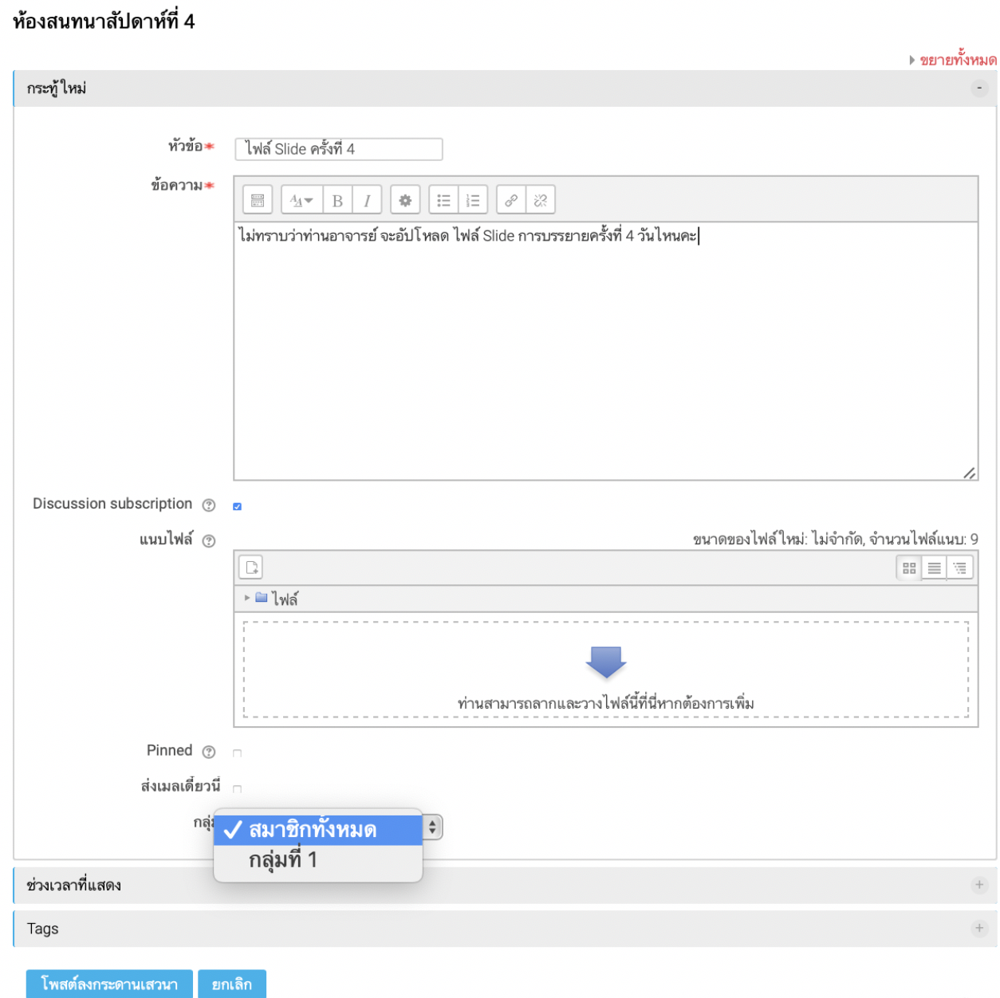 ห้องสนทนาสัปดาห์ที่ 4
ขยายทั้งหมด
กระทู้ใหม่
หัวข้อ
ไฟล์ Slide ครั้งที่ 4
ข้อความ
B I
ไม่ทราบว่าท่านอาจารย์ จะอัปโหลด ไฟล์ Slide การบรรยายครั้งที่ 4 วันไหนคะ
Discussion subscription
แนบไฟล์
ขนาดของไฟล์ใหม่: ไม่จำกัด, จำนวนไฟล์แนบ: 9
ไฟล์
ท่านสามารถลากและวางไฟล์นี้ที่นี่หากต้องการเพิ่ม
Pinned
ส่งเมลเดี๋ยวนี้
สมาชิกทั้งหมด
กลุ่มที่ 1
ช่วงเวลาที่แสดง
Tags
โพสต์ลงกระดานเสวนา ยกเลิก